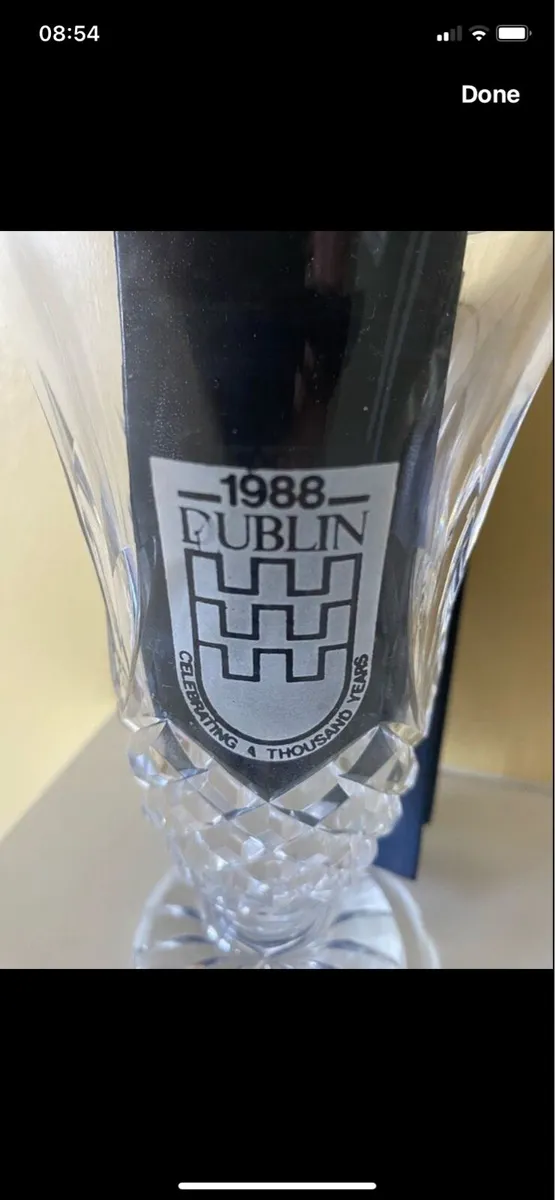 08:54
Done
1988
DUBLIN
CELEBRATING A THOUSAND YEARS